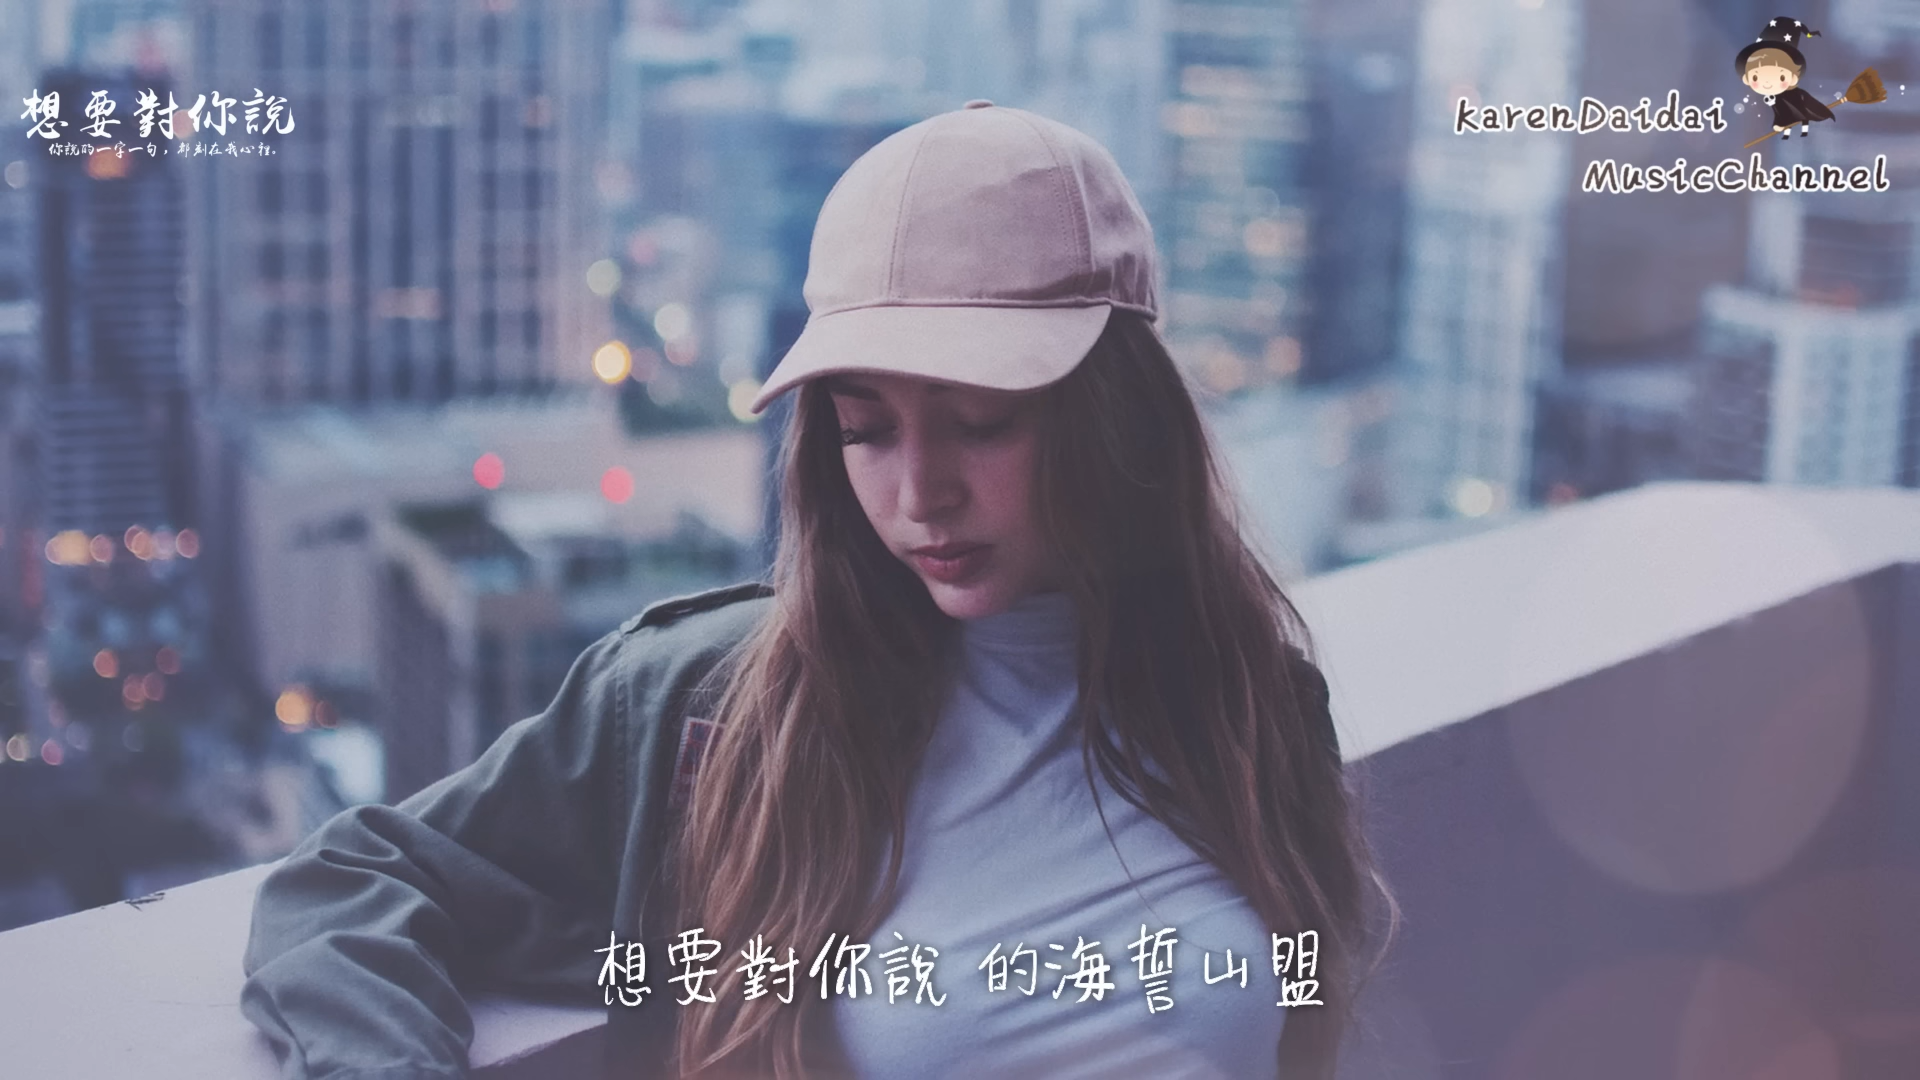 想要對你說
你說的一字一句，都刻在我心裡。
karenDaidai
MusicChannel
想要對你說 的海誓山盟